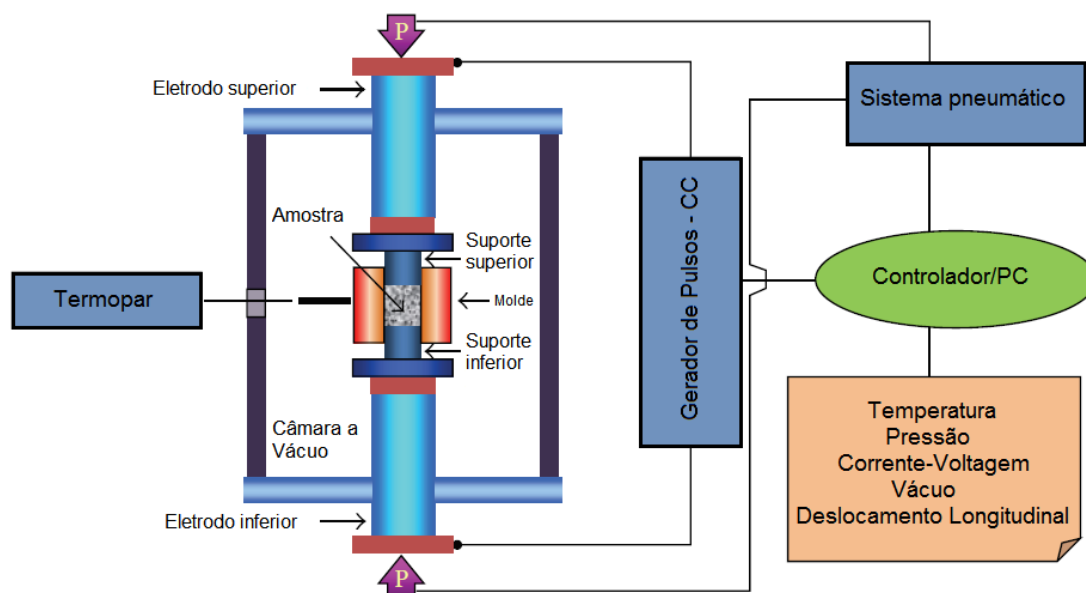 P
Eletrodo superior
Sistema pneumático
Amostra
Suporte
superior
Gerador de Pulsos - CC
Controlador/PC
Termopar
Molde
Suporte
inferior
Câmara a
Vácuo
Temperatura
Pressão
Corrente-Voltagem
Vácuo
Deslocamento Longitudinal
Eletrodo inferior
P